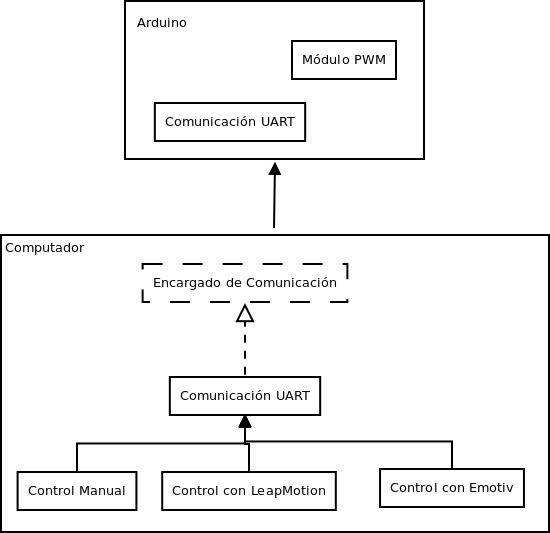 Arduino
Módulo PWM
Comunicación UART
Computador
Encargado de Comunicación
Comunicación UART
Control Manual
Control con LeapMotion
Control con Emotiv